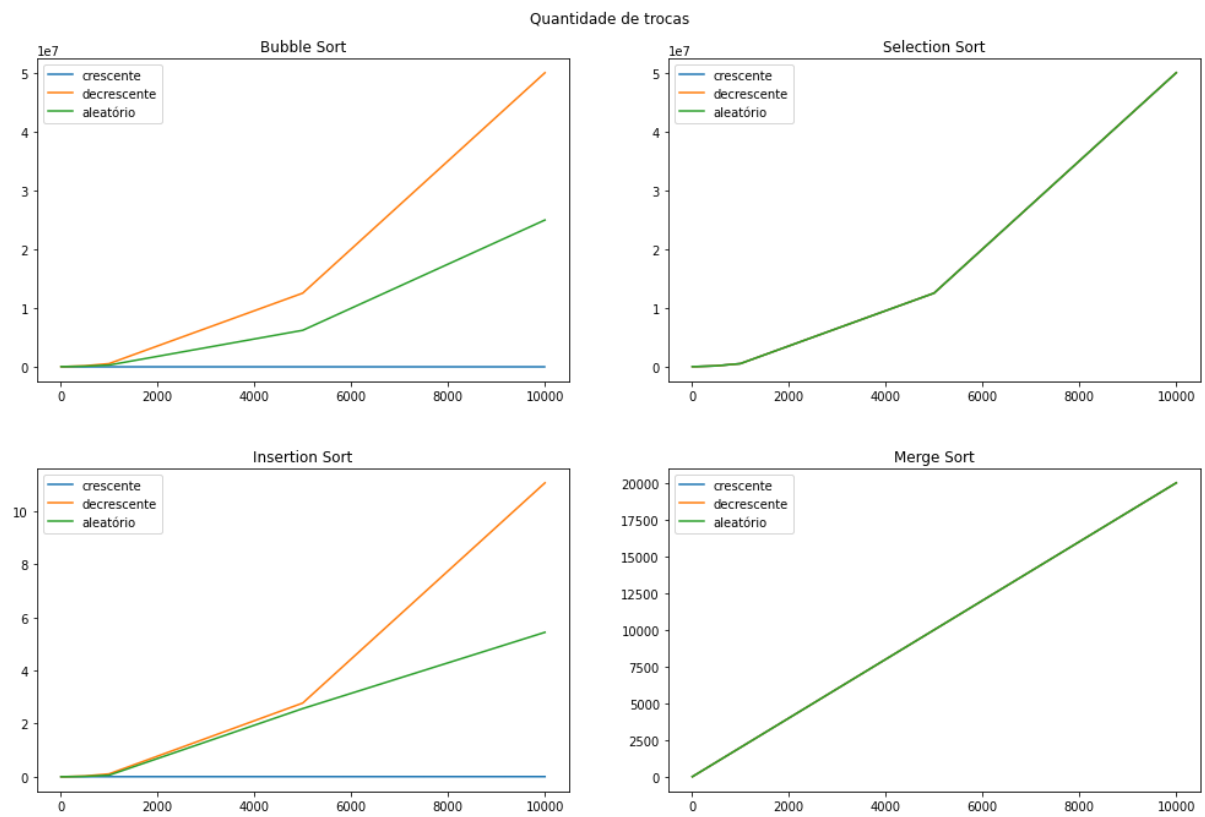 Quantidade de trocas
Bubble Sort
1e7
crescente
decrescente
aleatório
5
4
3
2
1
0
0 2000 4000 6000 8000 10000
Selection Sort
1e7
crescente
decrescente
aleatório
5
4
3
2
1
0
0 2000 4000 6000 8000 10000
Insertion Sort
crescente
decrescente
aleatório
10
8
6
4
2
0
0 2000 4000 6000 8000 10000
Merge Sort
crescente
decrescente
aleatório
20000
17500
15000
12500
10000
7500
5000
2500
0
0 2000 4000 6000 8000 10000